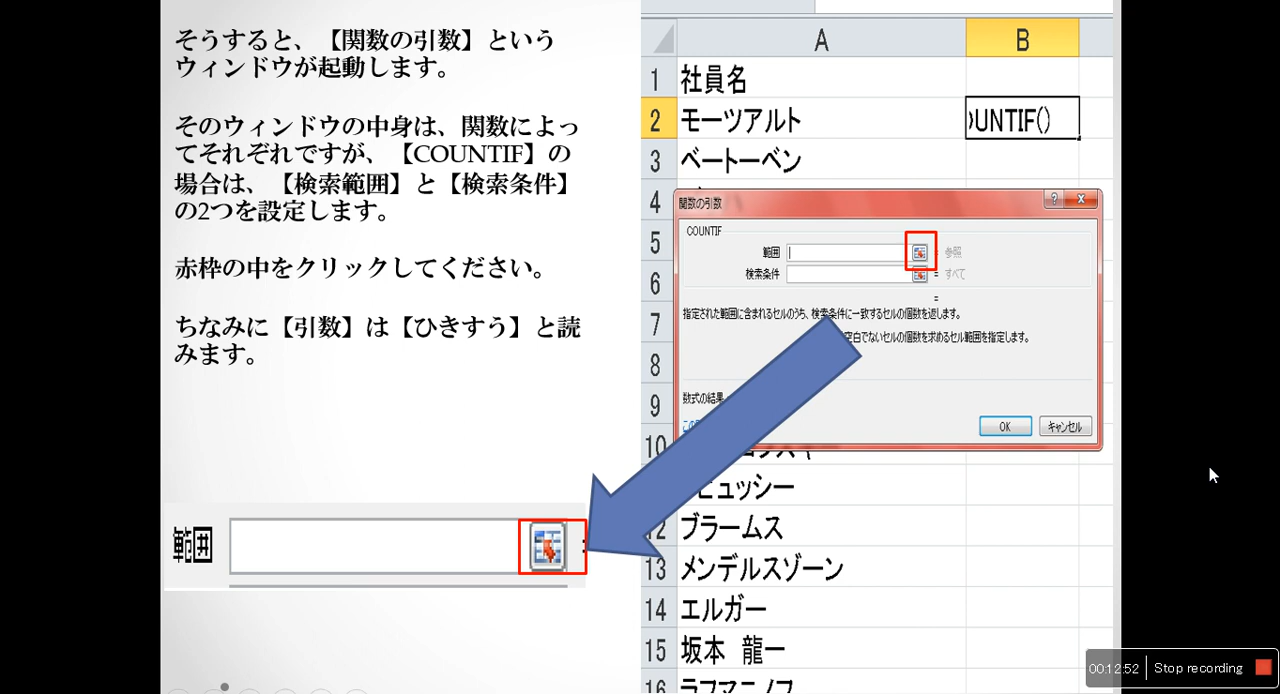 そうすると、【関数の引数】という
ウィンドウが起動します。
そのウィンドウの中身は、関数によっ
てそれぞれですが、【COUNTIF】の
場合は、【検索範囲】と【検索条件】
の2つを設定します。
赤枠の中をクリックしてください。
ちなみに【引数】は【ひきすう】と読
みます。
範囲
A B
1 社員名
2 モーツアルト UNTIF()
3 ベートーベン
4
関数の引数
COUNTIF
5
範囲 = 参照
6
検索条件 = すべて
=
7 指定された範囲に含まれるセルのうち、検索条件に一致するセルの個数を返します。
空白でないセルの個数を求めるセル範囲を指定します。
8
9 数式の結果
OK キャンセル
10
ビュッシー
12 ブラームス
13 メンデルスゾーン
14 エルガー
15 坂本 龍一
16 ラフマニノフ
00:12:52 Stop recording